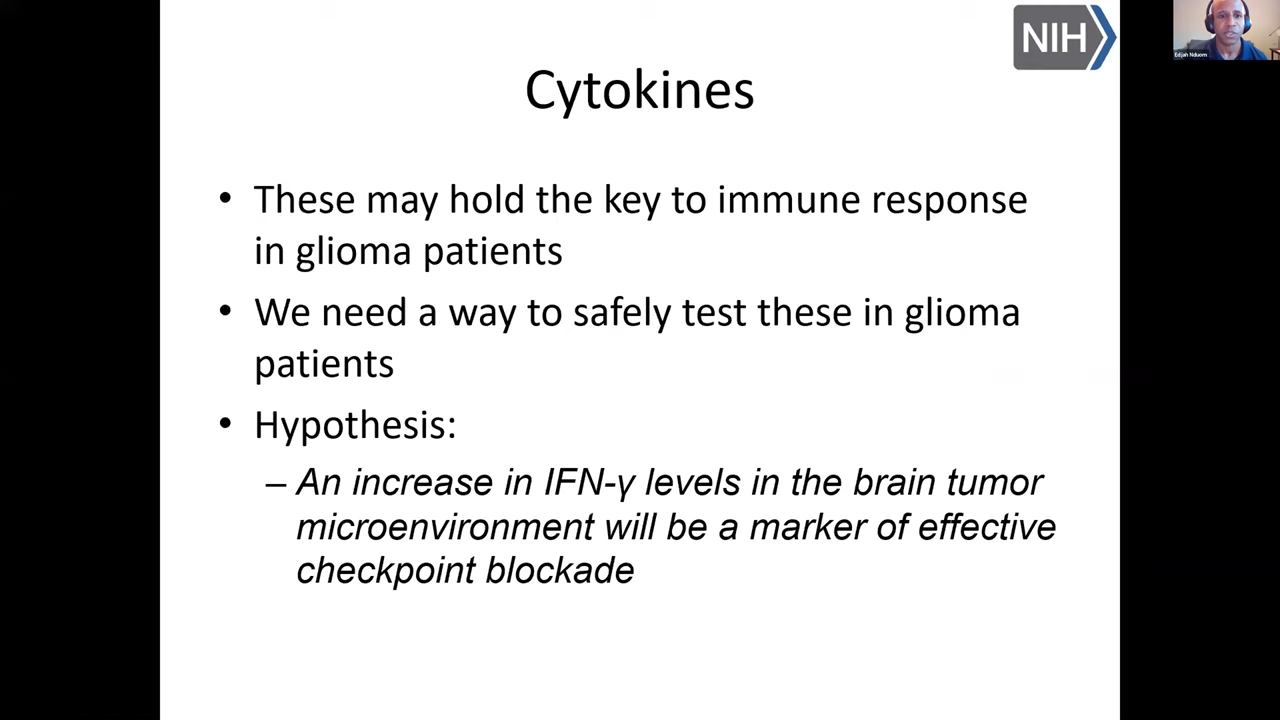 NIH
Edjah Nduom
Cytokines
• These may hold the key to immune response
in glioma patients
• We need a way to safely test these in glioma
patients
• Hypothesis:
– An increase in IFN-γ levels in the brain tumor
microenvironment will be a marker of effective
checkpoint blockade